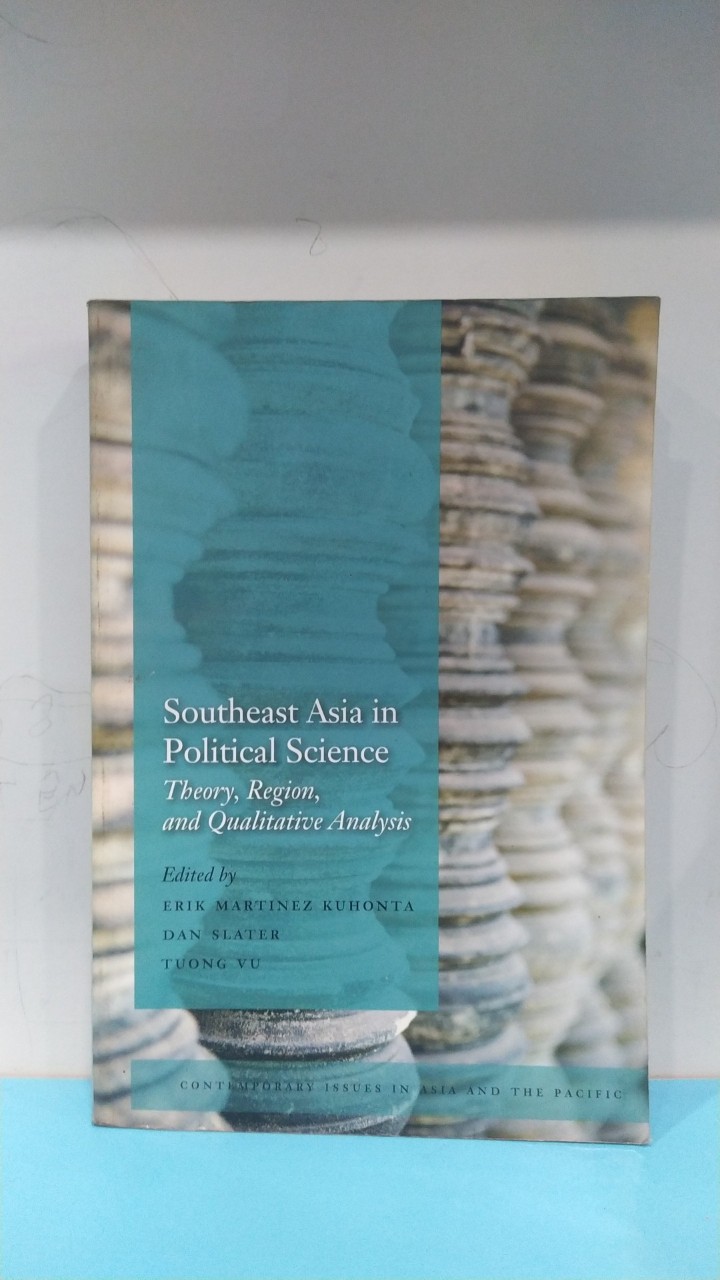 Southeast Asia in
Political Science
Theory, Region,
and Qualitative Analysis
Edited by
ERIK MARTINEZ KUHONTA
DAN SLATER
TUONG VU
CONTEMPORARY ISSUES IN ASIA AND THE PACIFIC